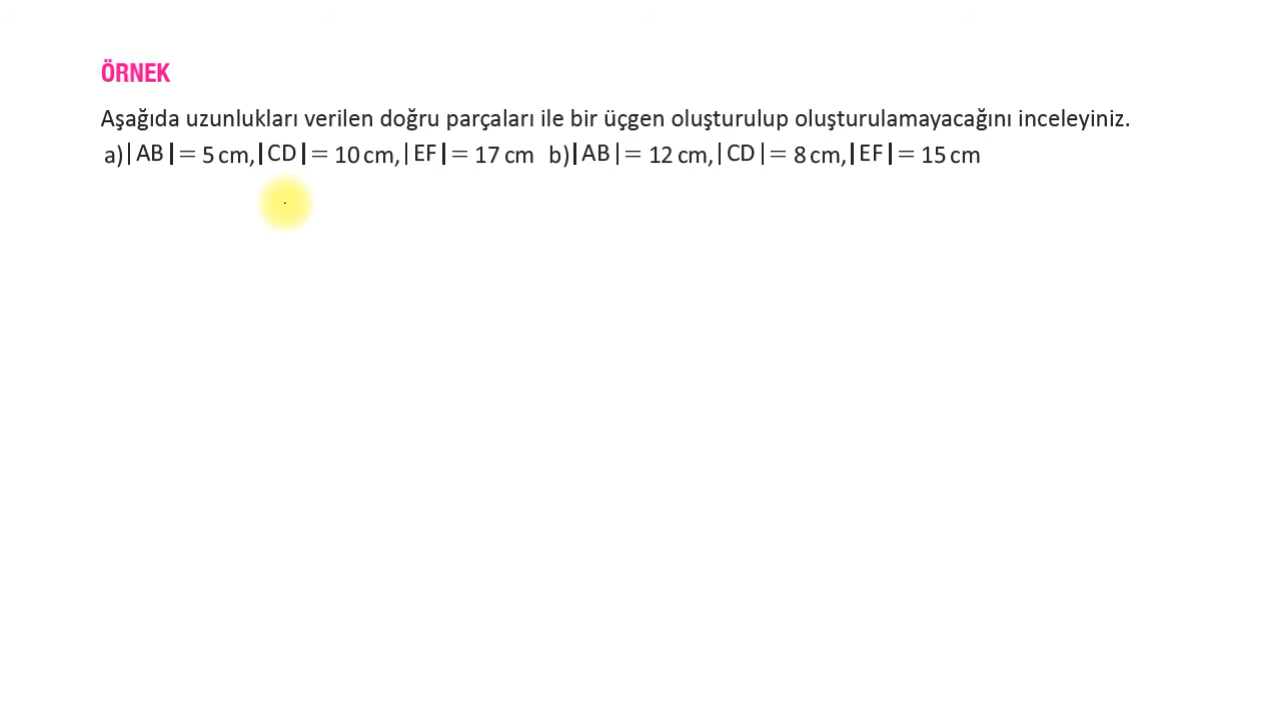 ÖRNEK
Aşağıda uzunlukları verilen doğru parçaları ile bir üçgen oluşturulup oluşturulamayacağını inceleyiniz.
a)|AB|= 5 cm,|CD|= 10 cm,|EF|= 17 cm b)|AB|= 12 cm,|CD|= 8 cm,|EF|= 15 cm